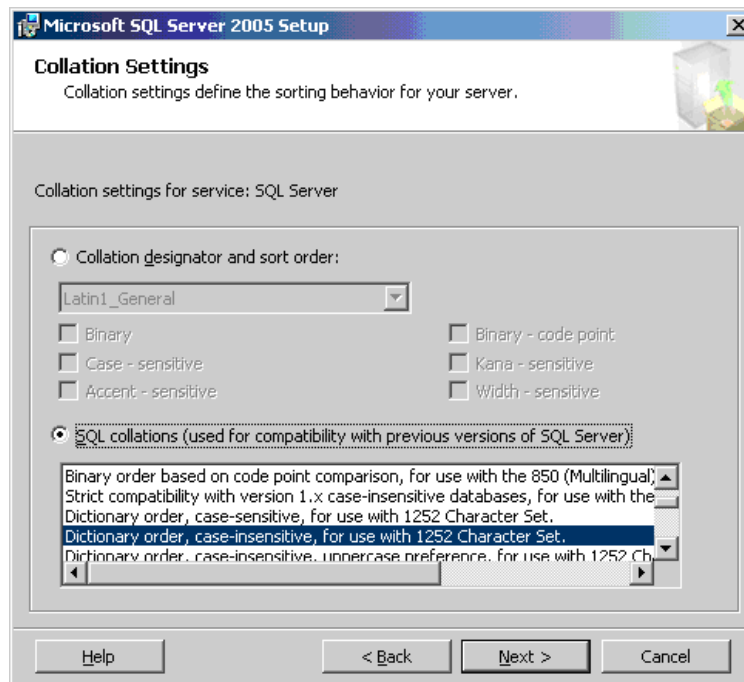 Microsoft SQL Server 2005 Setup
Collation Settings
Collation settings define the sorting behavior for your server.
Collation settings for service: SQL Server
Collation designator and sort order:
Latin1_General
Binary
Binary - code point
Case - sensitive
Kana - sensitive
Accent - sensitive
Width - sensitive
SQL collations (used for compatibility with previous versions of SQL Server)
Binary order based on code point comparison, for use with the 850 (Multilingual)
Strict compatibility with version 1.x case-insensitive databases, for use with the
Dictionary order, case-sensitive, for use with 1252 Character Set.
Dictionary order, case-insensitive, for use with 1252 Character Set.
Dictionary order, case-insensitive, uppercase preference, for use with 1252 Ch
Help
< Back
Next >
Cancel